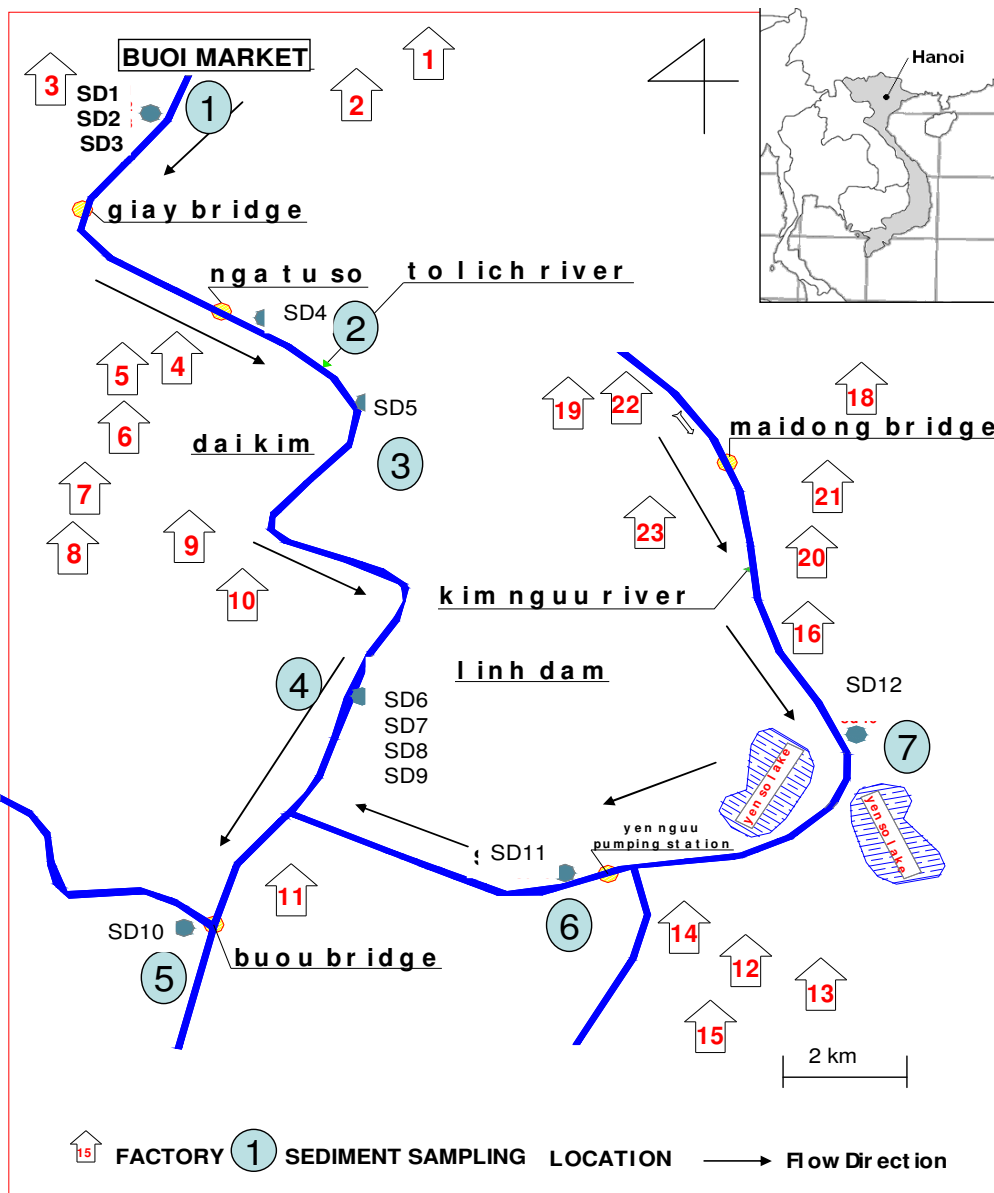 BUOI MARKET
1
Hanoi
3
SD1
SD2
SD3
1
2
giay bridge
nga tu so
tolich river
SD4
2
5
4
6
SD5
19
22
18
maidong bridge
daikim
3
7
8
9
10
23
21
20
kim nguu river
16
linh dam
4
SD6
SD7
SD8
SD9
SD12
7
yen so lake
yen so lake
yen nguu
pumping station
SD11
11
6
SD10
buou bridge
5
14
12
13
15
2 km
15 FACTORY 1 SEDIMENT SAMPLING LOCATION Flow Direction